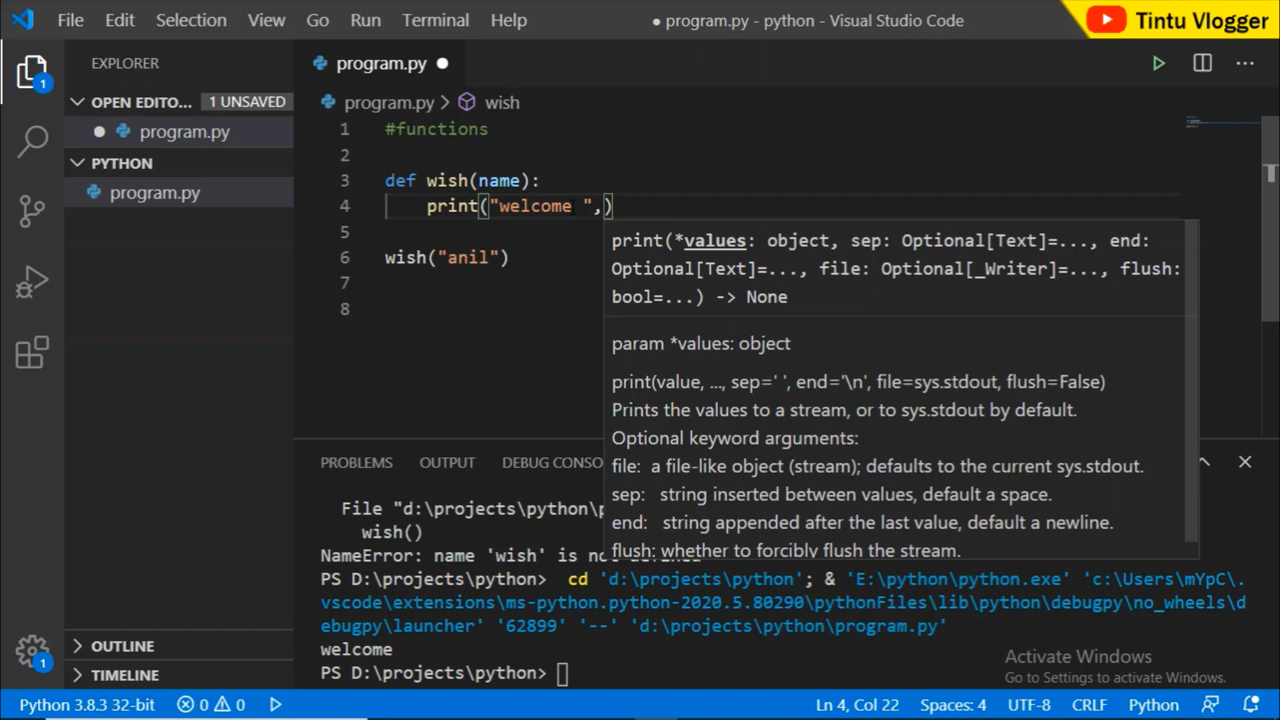 File Edit Selection View Go Run Terminal Help
● program.py - python - Visual Studio Code
Tintu Vlogger
EXPLORER
OPEN EDITO... 1 UNSAVED
program.py
PYTHON
program.py
OUTLINE
TIMELINE
program.py
program.py > wish
1 #functions
2
3 def wish(name):
4 print("welcome ",)
5
6 wish("anil")
7
8
print(*values: object, sep: Optional[Text]=..., end:
Optional[Text]=..., file: Optional[_Writer]=..., flush:
bool=...) -> None
param *values: object
print(value, ..., sep=' ', end='\n', file=sys.stdout, flush=False)
Prints the values to a stream, or to sys.stdout by default.
Optional keyword arguments:
file: a file-like object (stream); defaults to the current sys.stdout.
sep: string inserted between values, default a space.
end: string appended after the last value, default a newline.
flush: whether to forcibly flush the stream.
PROBLEMS OUTPUT DEBUG CONSO
File "d:\projects\python\p
wish()
NameError: name 'wish' is
PS D:\projects\python> cd 'd:\projects\python'; & 'E:\python\python.exe' 'c:\Users\mYpC\.
vscode\extensions\ms-python.python-2020.5.80290\pythonFiles\lib\python\debugpy\no_wheels\d
ebugpy\launcher' '62899' '--' 'd:\projects\python\program.py'
welcome
PS D:\projects\python>
Activate Windows
Go to Settings to activate Windows.
1
1
Python 3.8.3 32-bit 0 0 Ln 4, Col 22 Spaces: 4 UTF-8 CRLF Python